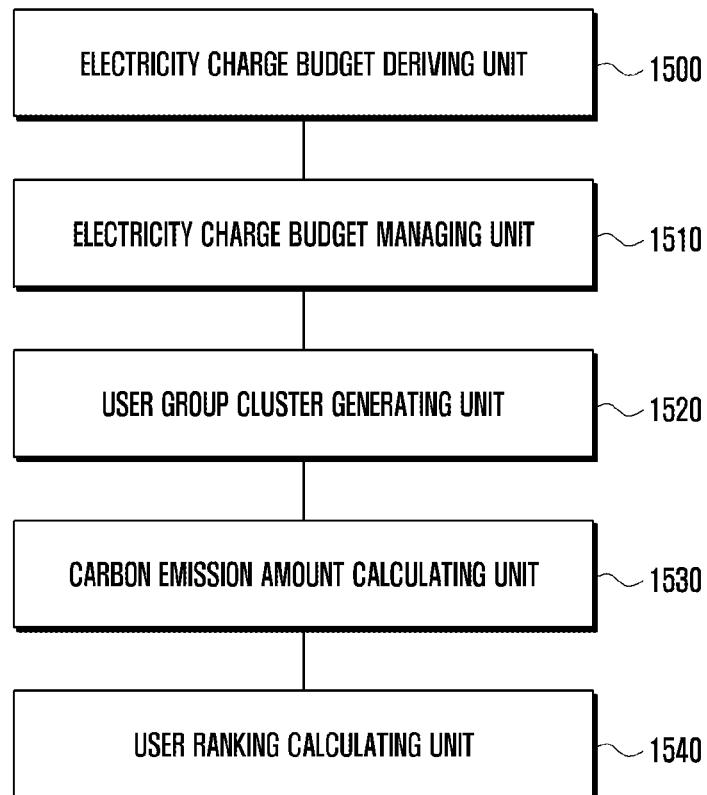 ELECTRICITY CHARGE BUDGET DERIVING UNIT 1500
ELECTRICITY CHARGE BUDGET MANAGING UNIT 1510
USER GROUP CLUSTER GENERATING UNIT 1520
CARBON EMISSION AMOUNT CALCULATING UNIT 1530
USER RANKING CALCULATING UNIT 1540